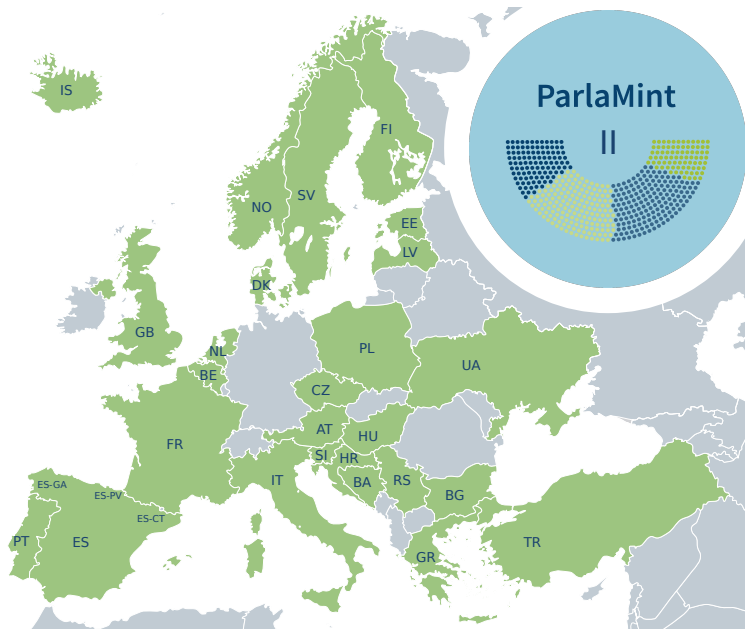 ParlaMint
II
IS
FI
SV
NO
EE
LV
DK
GB
NL
BE
PL
UA
CZ
FR
AT
HU
SI
HR
IT
BA
RS
BG
ES-GA
ES-PV
ES-CT
PT
ES
TR
GR